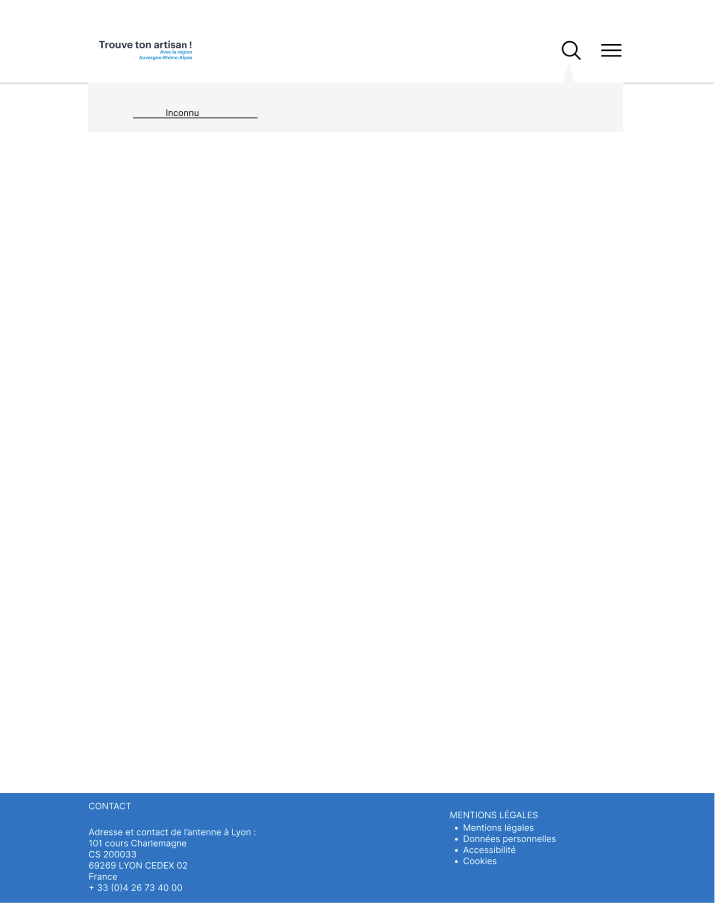 Trouve ton artisan !
Avec la région
Auvergne-Rhône-Alpes
Inconnu
CONTACT
Adresse et contact de l’antenne à Lyon :
101 cours Charlemagne
CS 200033
69269 LYON CEDEX 02
France
+ 33 (0)4 26 73 40 00
MENTIONS LÉGALES
• Mentions légales
• Données personnelles
• Accessibilité
• Cookies